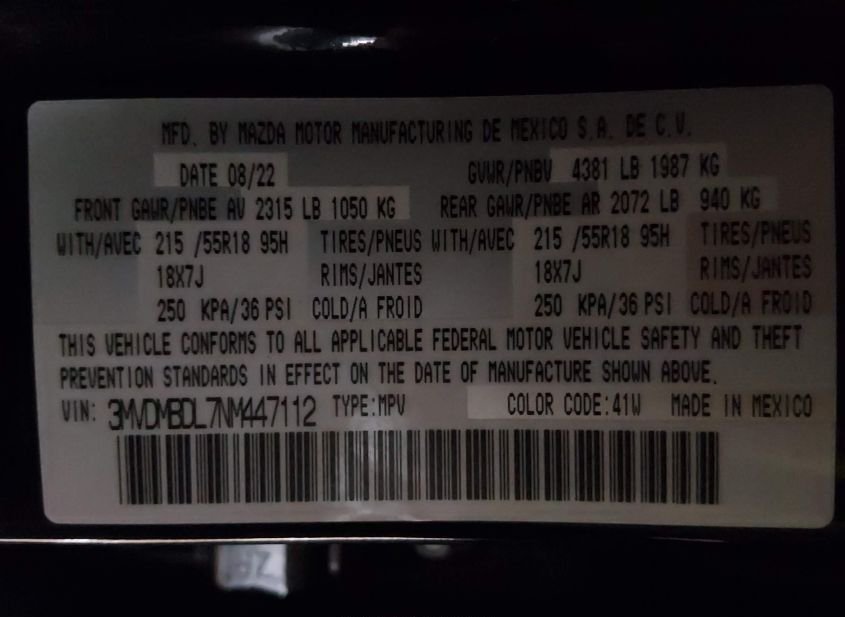 MFD. BY MAZDA MOTOR MANUFACTURING DE MEXICO S.A. DE C.V.
DATE 08/22 GVWR/PNBV 4381 LB 1987 KG
FRONT GAWR/PNBE AV 2315 LB 1050 KG REAR GAWR/PNBE AR 2072 LB 940 KG
WITH/AVEC 215 /55R18 95H TIRES/PNEUS WITH/AVEC 215 /55R18 95H TIRES/PNEUS
18X7J RIMS/JANTES 18X7J RIMS/JANTES
250 KPA/36 PSI COLD/A FROID 250 KPA/36 PSI COLD/A FROID
THIS VEHICLE CONFORMS TO ALL APPLICABLE FEDERAL MOTOR VEHICLE SAFETY AND THEFT
PREVENTION STANDARDS IN EFFECT ON THE DATE OF MANUFACTURE SHOWN ABOVE.
VIN: 3MVDMBDL7NM447112 TYPE:MPV COLOR CODE:41W MADE IN MEXICO